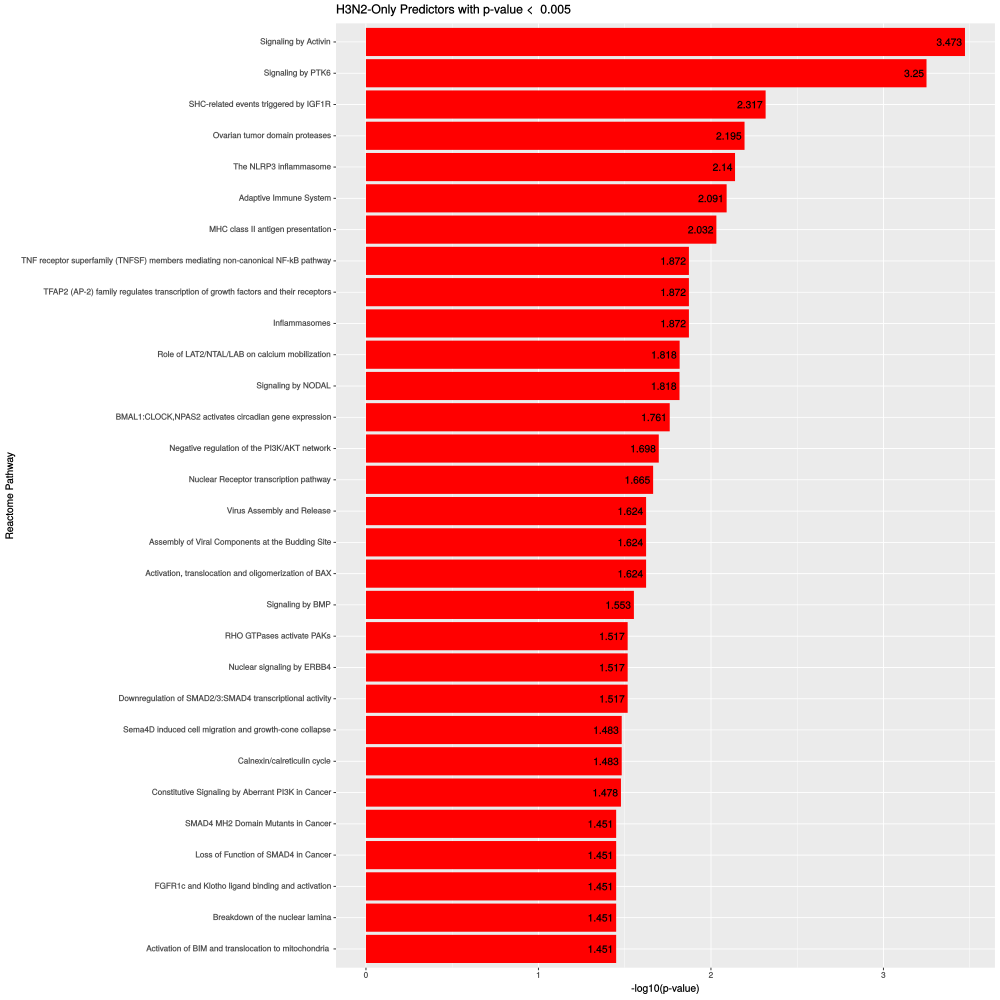 H3N2-Only Predictors with p-value < 0.005
Reactome Pathway
Signaling by Activin
3.473
Signaling by PTK6
3.25
SHC-related events triggered by IGF1R
2.317
Ovarian tumor domain proteases
2.195
The NLRP3 inflammasome
2.14
Adaptive Immune System
2.091
MHC class II antigen presentation
2.032
TNF receptor superfamily (TNFSF) members mediating non-canonical NF-kB pathway
1.872
TFAP2 (AP-2) family regulates transcription of growth factors and their receptors
1.872
Inflammasomes
1.872
Role of LAT2/NTAL/LAB on calcium mobilization
1.818
Signaling by NODAL
1.818
BMAL1:CLOCK,NPAS2 activates circadian gene expression
1.761
Negative regulation of the PI3K/AKT network
1.698
Nuclear Receptor transcription pathway
1.665
Virus Assembly and Release
1.624
Assembly of Viral Components at the Budding Site
1.624
Activation, translocation and oligomerization of BAX
1.624
Signaling by BMP
1.553
RHO GTPases activate PAKs
1.517
Nuclear signaling by ERBB4
1.517
Downregulation of SMAD2/3:SMAD4 transcriptional activity
1.517
Sema4D induced cell migration and growth-cone collapse
1.483
Calnexin/calreticulin cycle
1.483
Constitutive Signaling by Aberrant PI3K in Cancer
1.478
SMAD4 MH2 Domain Mutants in Cancer
1.451
Loss of Function of SMAD4 in Cancer
1.451
FGFR1c and Klotho ligand binding and activation
1.451
Breakdown of the nuclear lamina
1.451
Activation of BIM and translocation to mitochondria
1.451
0 1 2 3
-log10(p-value)